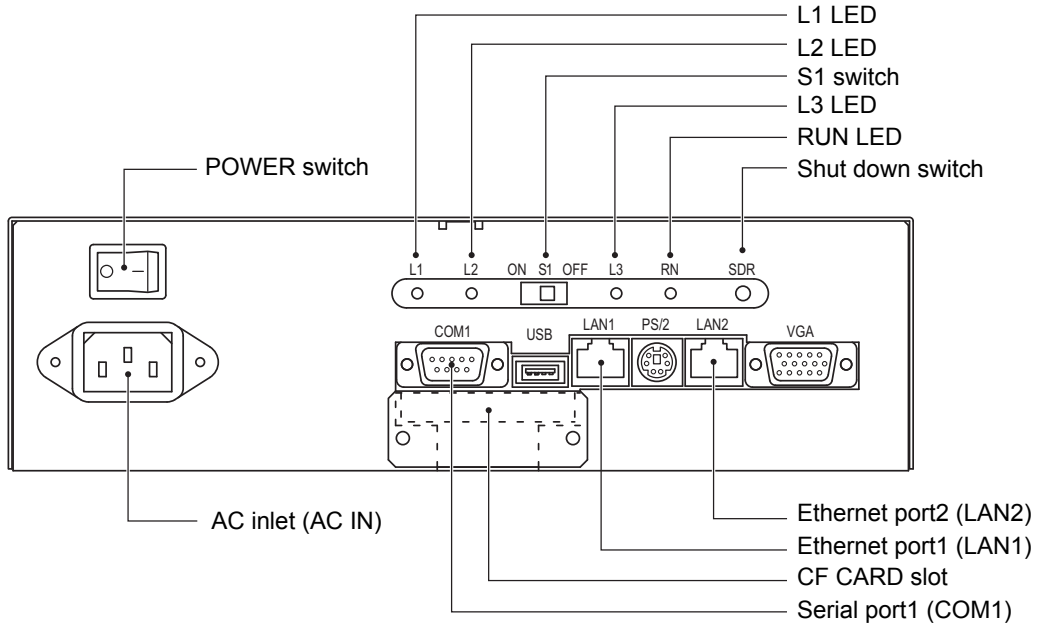 L1 LED
L2 LED
S1 switch
L3 LED
RUN LED
Shut down switch
POWER switch
L1 L2 ON S1 OFF L3 RN SDR
COM1 USB LAN1 PS/2 LAN2 VGA
AC inlet (AC IN)
Ethernet port2 (LAN2)
Ethernet port1 (LAN1)
CF CARD slot
Serial port1 (COM1)